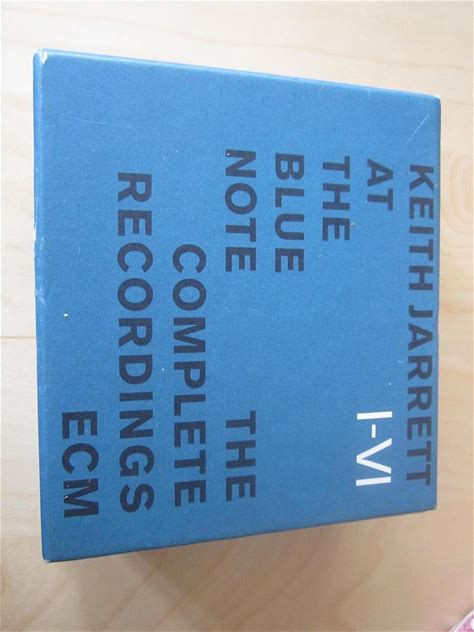 KEITH JARRETT
AT I-VI
THE
BLUE
NOTE THE
COMPLETE
RECORDINGS
ECM